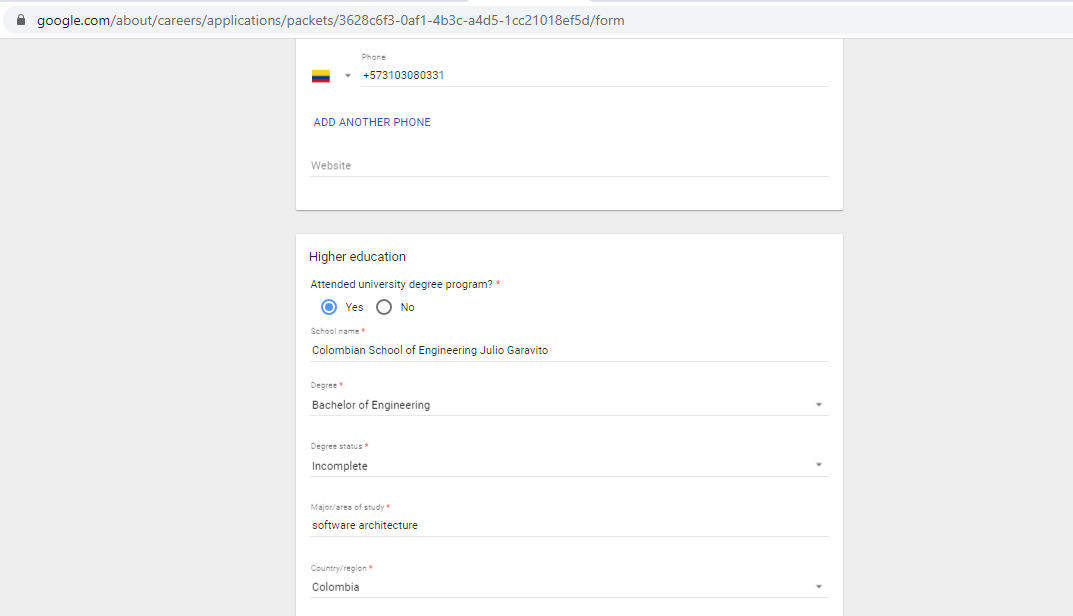 google.com/about/careers/applications/packets/3628c6f3-0af1-4b3c-a4d5-1cc21018ef5d/form
Phone
+573103080331
ADD ANOTHER PHONE
Website
Higher education
Attended university degree program? *
Yes No
School name *
Colombian School of Engineering Julio Garavito
Degree *
Bachelor of Engineering
Degree status *
Incomplete
Major/area of study *
software architecture
Country/region *
Colombia